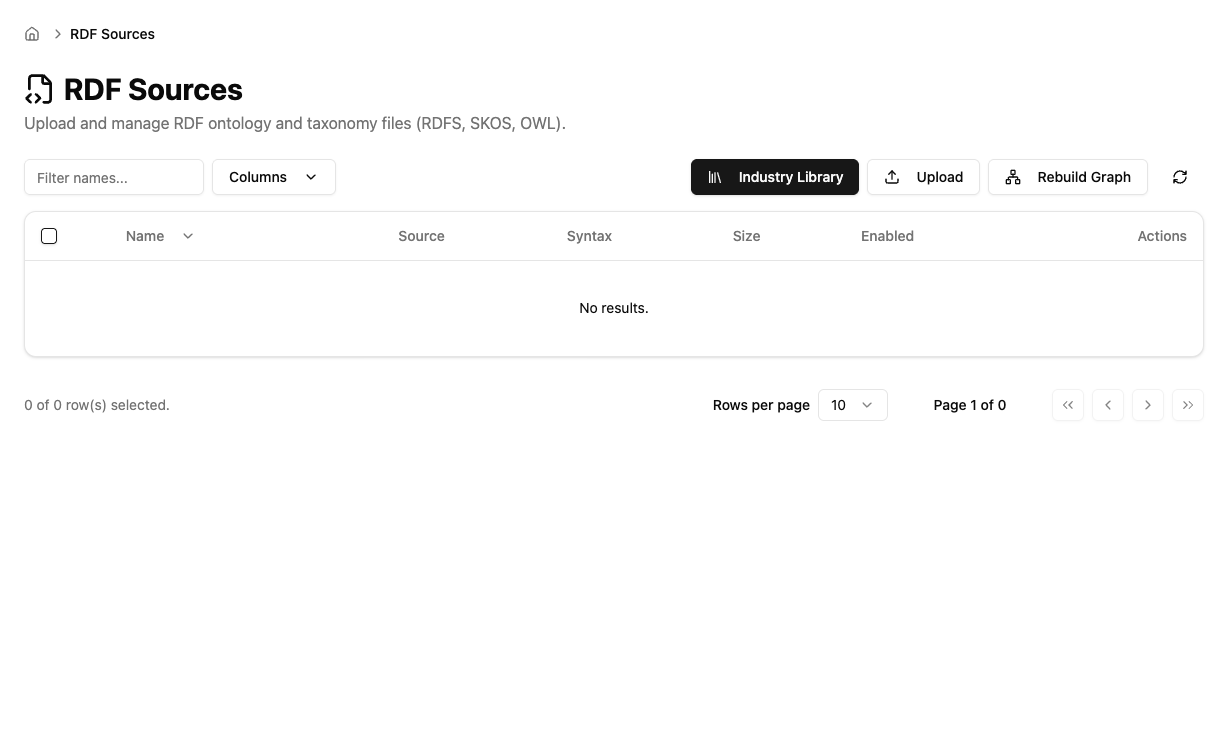 RDF Sources
RDF Sources
Upload and manage RDF ontology and taxonomy files (RDFS, SKOS, OWL).
Filter names... Columns Industry Library Upload Rebuild Graph
Name Source Syntax Size Enabled Actions
No results.
0 of 0 row(s) selected. Rows per page 10 Page 1 of 0